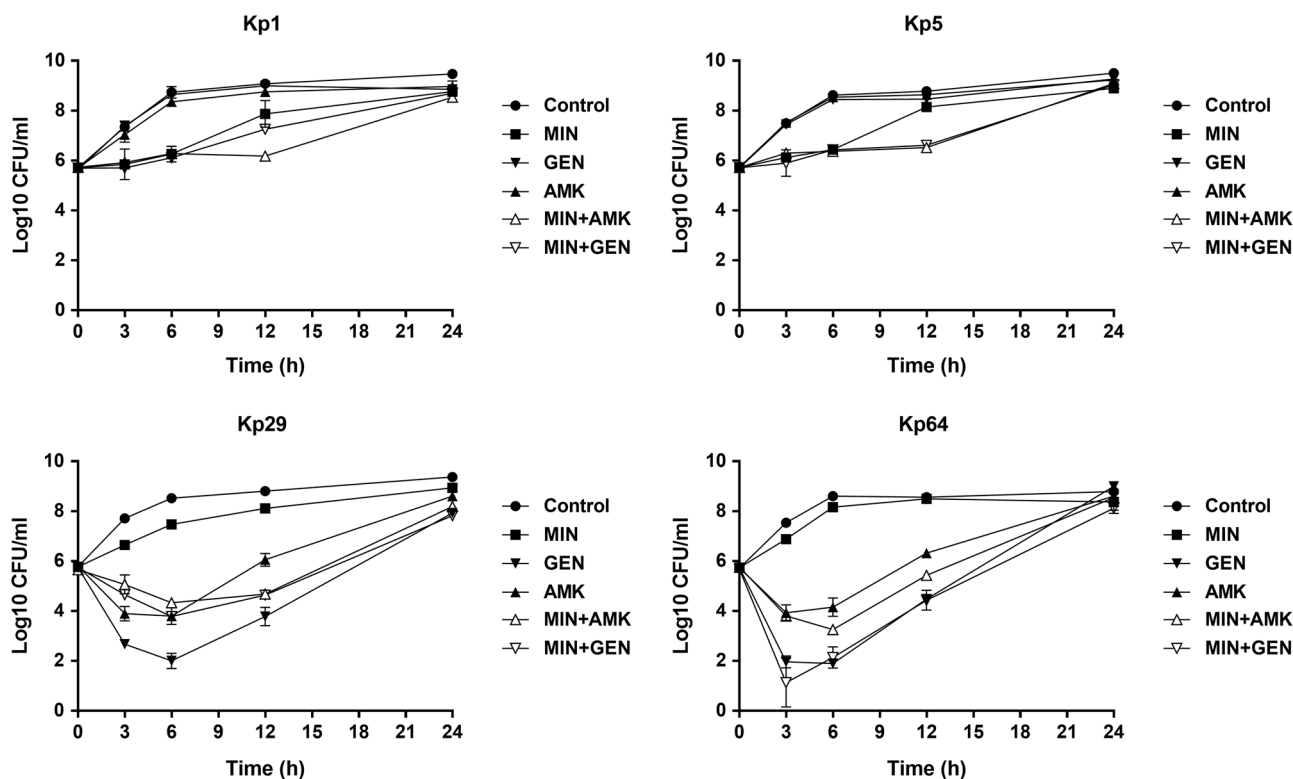 Kp1
Log10 CFU/ml
10
8
6
4
2
0
0 3 6 9 12 15 18 21 24
Time (h)
Control
MIN
GEN
AMK
MIN+AMK
MIN+GEN
Kp5
Log10 CFU/ml
10
8
6
4
2
0
0 3 6 9 12 15 18 21 24
Time (h)
Control
MIN
GEN
AMK
MIN+AMK
MIN+GEN
Kp29
Log10 CFU/ml
10
8
6
4
2
0
0 3 6 9 12 15 18 21 24
Time (h)
Control
MIN
GEN
AMK
MIN+AMK
MIN+GEN
Kp64
Log10 CFU/ml
10
8
6
4
2
0
0 3 6 9 12 15 18 21 24
Time (h)
Control
MIN
GEN
AMK
MIN+AMK
MIN+GEN